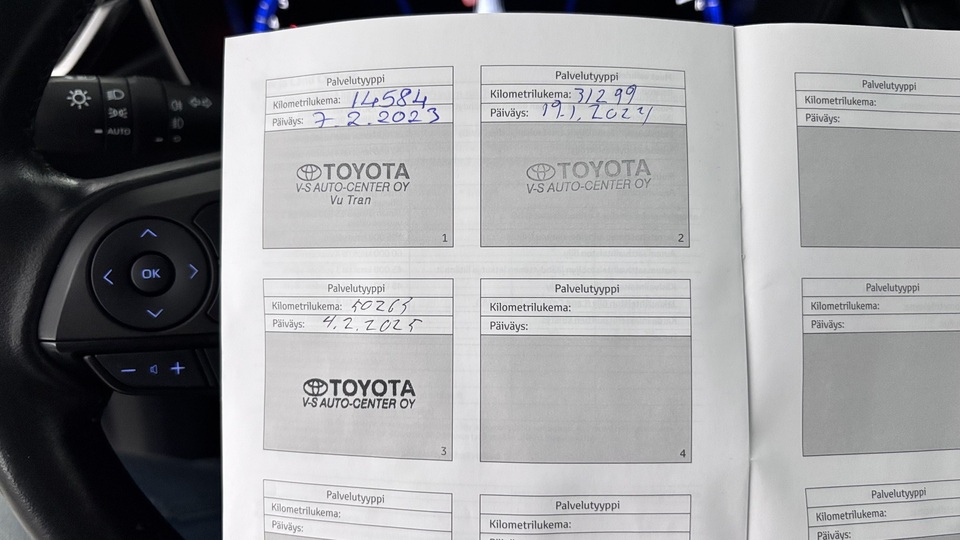 AUTO
OK
Palvelutyyppi
Kilometrilukema: 14584
Päiväys: 7.2.2023
TOYOTA
V-S AUTO-CENTER OY
Vu Tran
1
Palvelutyyppi
Kilometrilukema: 31299
Päiväys: 19.1.2024
TOYOTA
V-S AUTO-CENTER OY
2
Palvelutyyppi
Kilometrilukema:
Päiväys:
Palvelutyyppi
Kilometrilukema: 50265
Päiväys: 4.2.2025
TOYOTA
V-S AUTO-CENTER OY
3
Palvelutyyppi
Kilometrilukema:
Päiväys:
4
Palvelutyyppi
Kilometrilukema:
Päiväys:
Palvelutyyppi
Kilometrilukema:
Päiväys:
Palvelutyyppi
Kilometrilukema:
Päiväys:
Palvelutyyppi
Kilometrilukema:
Päiväys: